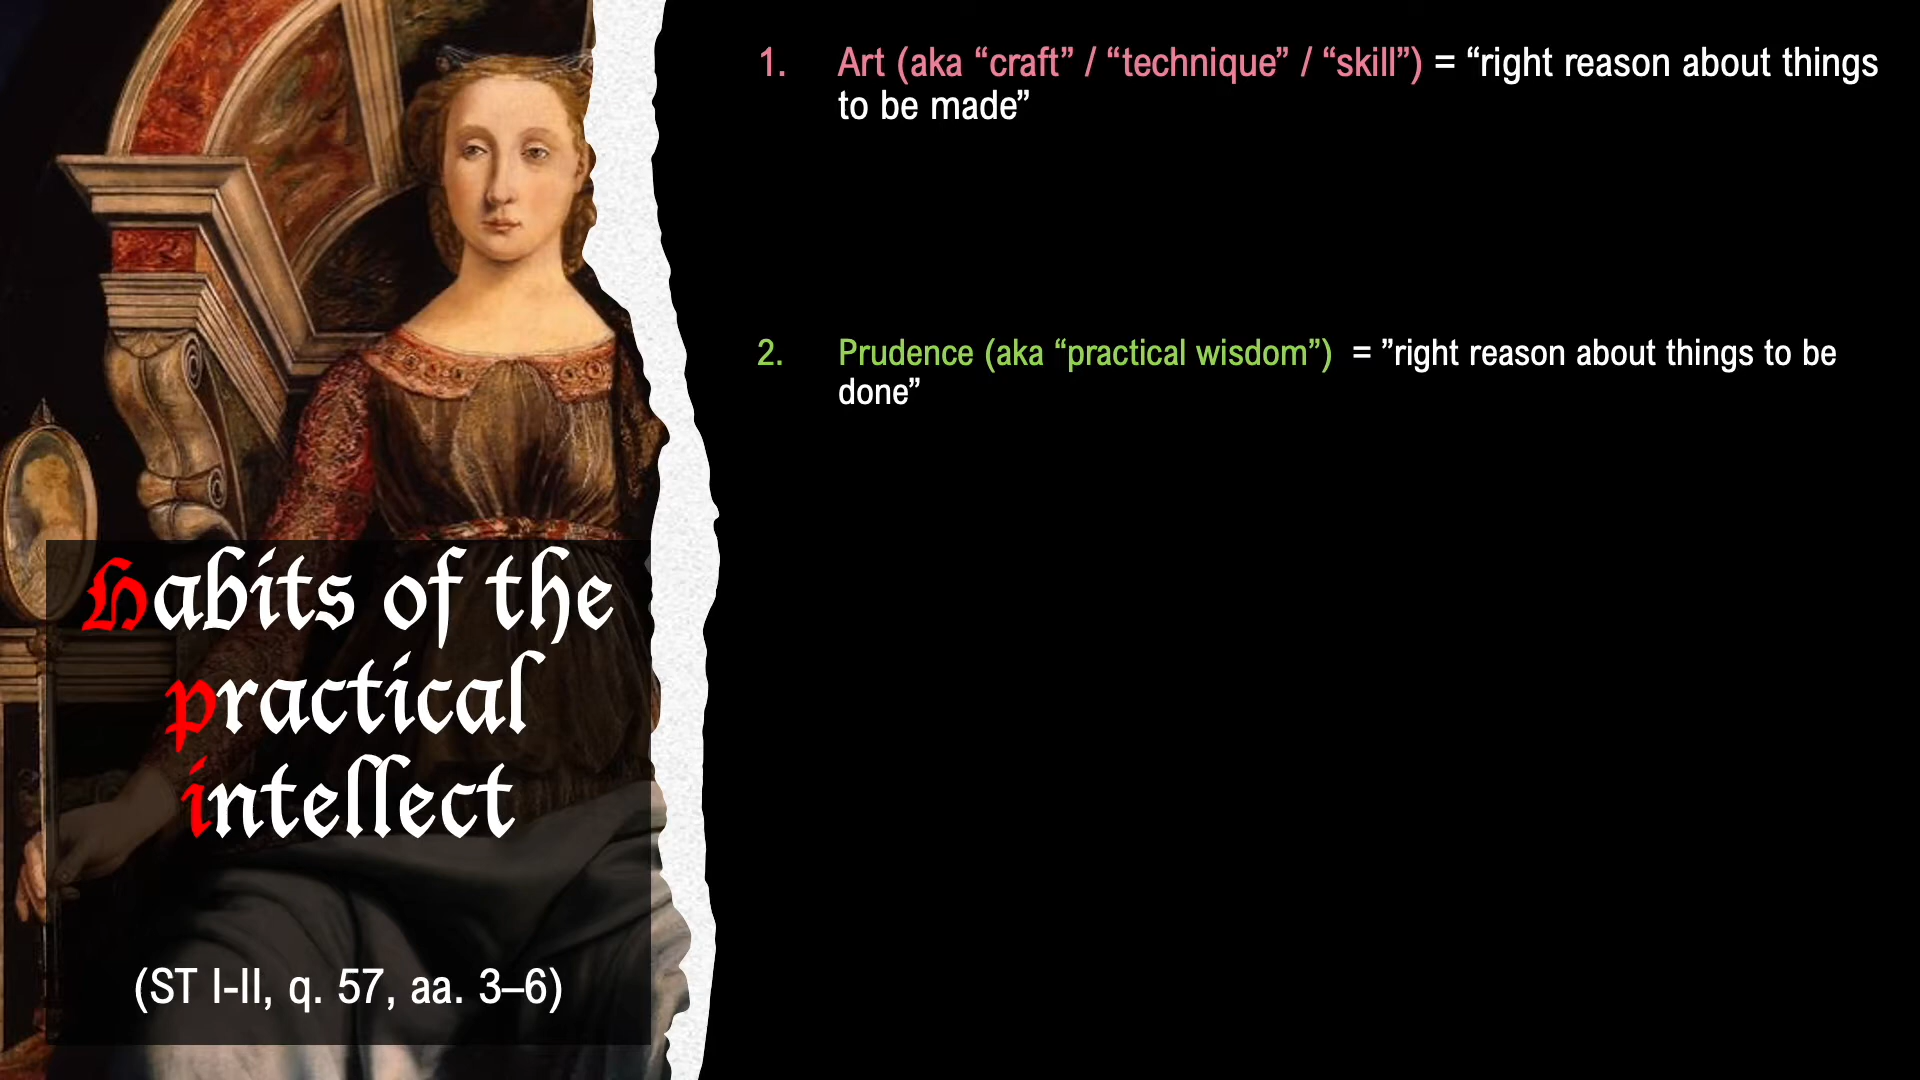 Habits of the
practical
intellect
(ST I-II, q. 57, aa. 3–6)
1. Art (aka “craft” / “technique” / “skill”) = “right reason about things
to be made”
2. Prudence (aka “practical wisdom”)  = ”right reason about things to be
done”